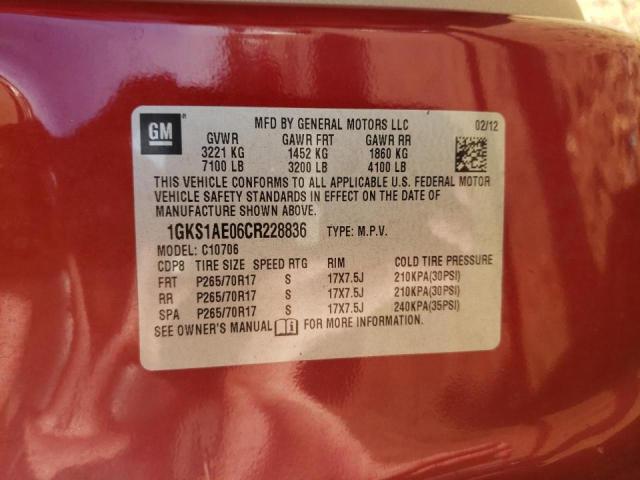 GM ® MFD BY GENERAL MOTORS LLC 02/12
GVWR GAWR FRT GAWR RR
3221 KG 1452 KG 1860 KG
7100 LB 3200 LB 4100 LB
THIS VEHICLE CONFORMS TO ALL APPLICABLE U.S. FEDERAL MOTOR
VEHICLE SAFETY STANDARDS IN EFFECT ON THE DATE OF
MANUFACTURE SHOWN ABOVE.
1GKS1AE06CR228836 TYPE: M.P.V.
MODEL: C10706
CDP8 TIRE SIZE SPEED RTG RIM COLD TIRE PRESSURE
FRT P265/70R17 S 17X7.5J 210KPA(30PSI)
RR P265/70R17 S 17X7.5J 210KPA(30PSI)
SPA P265/70R17 S 17X7.5J 240KPA(35PSI)
SEE OWNER'S MANUAL FOR MORE INFORMATION.